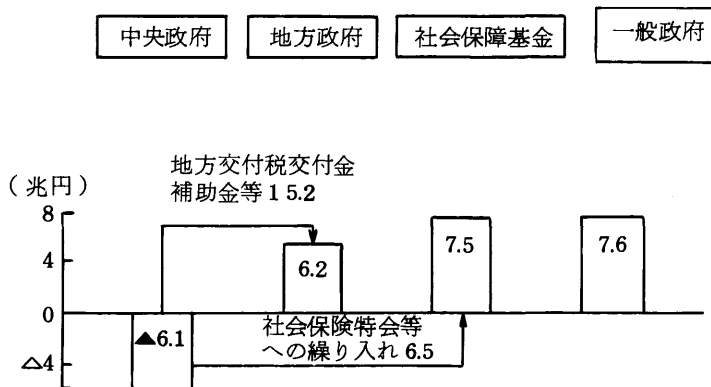 中央政府 地方政府 社会保障基金 一般政府
地方交付税交付金
補助金等 15.2
(兆円)
8
4
0
△4
6.2
7.5
7.6
▲6.1
社会保険特会等
への繰り入れ 6.5